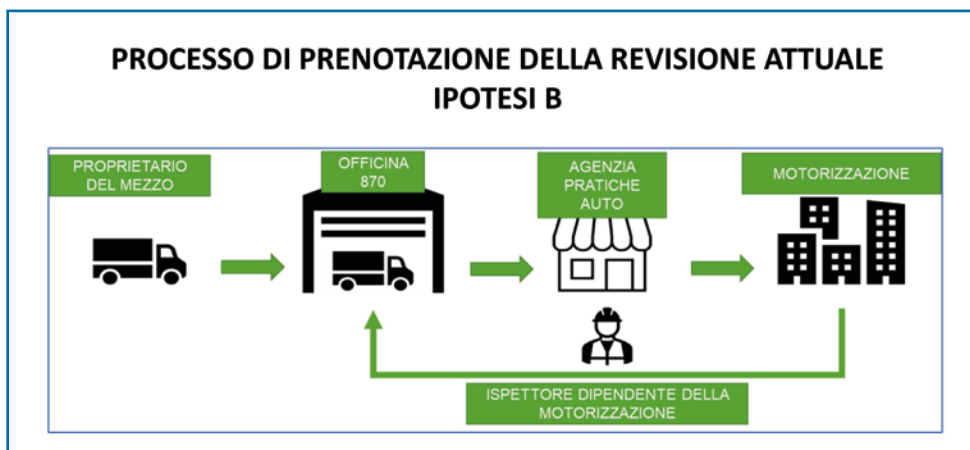 PROCESSO DI PRENOTAZIONE DELLA REVISIONE ATTUALE
IPOTESI B
PROPRIETARIO
DEL MEZZO
OFFICINA
870
AGENZIA
PRATICHE
AUTO
MOTORIZZAZIONE
ISPETTORE DIPENDENTE DELLA
MOTORIZZAZIONE